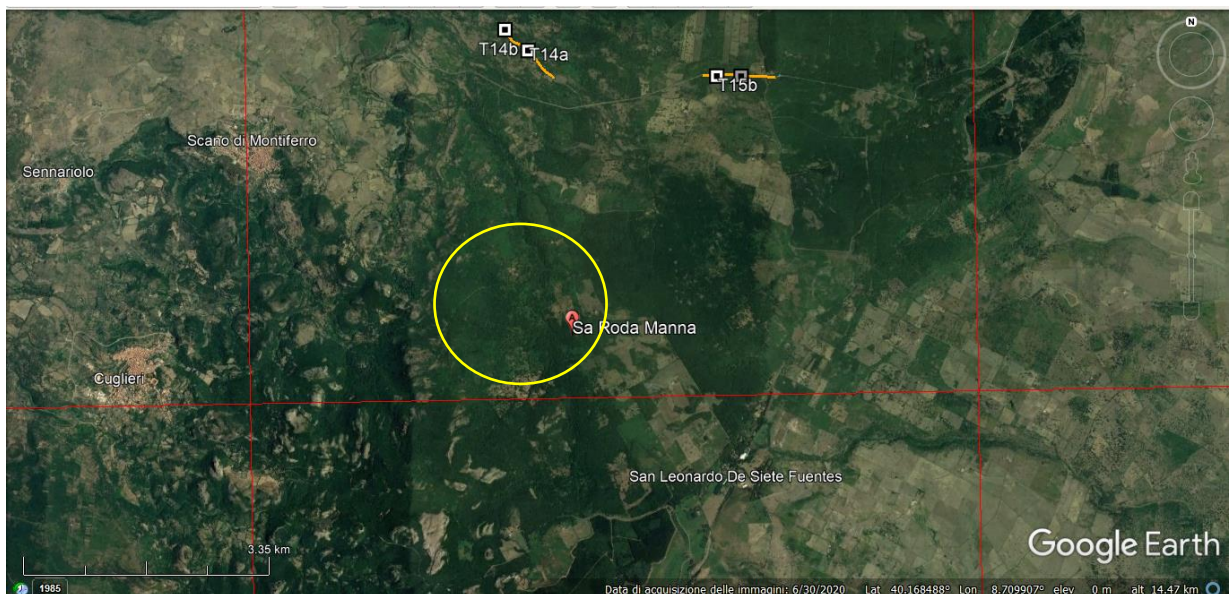 N
T14b
T14a
T15b
Scano di Montiferro
Sennariolo
A
Sa Roda Manna
Cuglieri
San Leonardo De Siete Fuentes
3.35 km
Google Earth
1985
Data di acquisizione delle immagini: 6/30/2020 Lat 40.168488° Lon 8.709907° elev 0 m alt 14.47 km